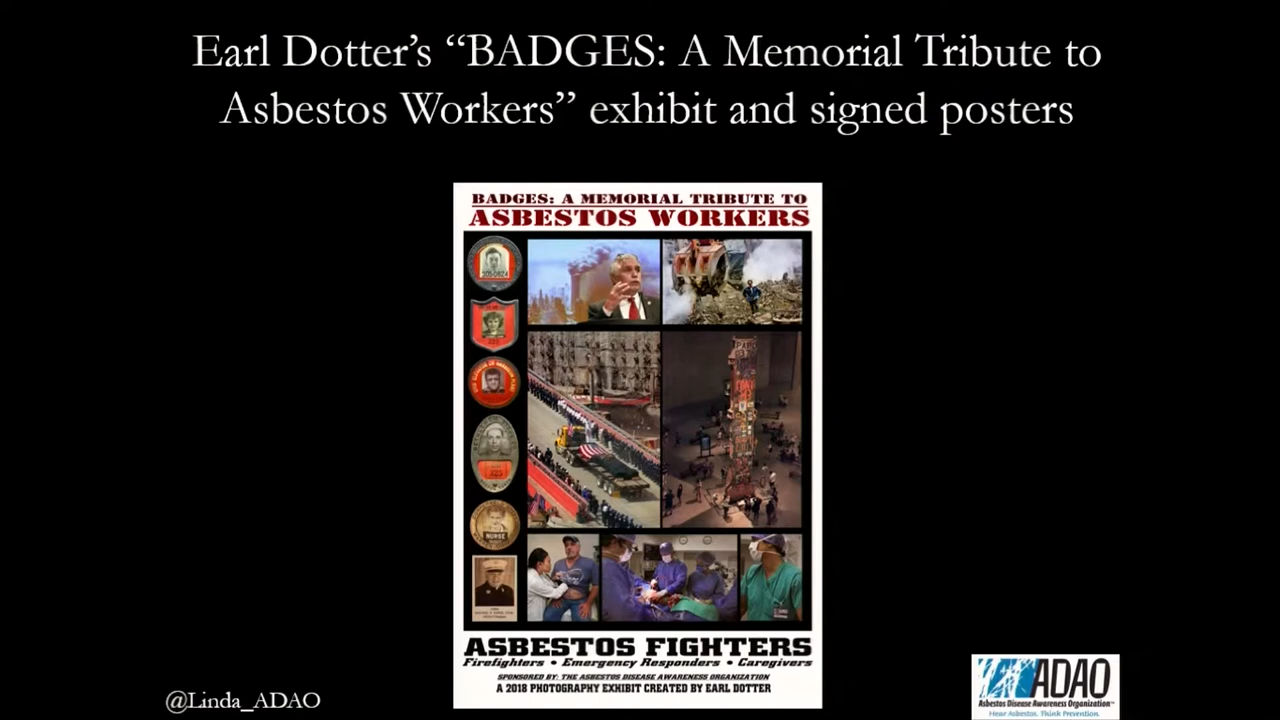 Earl Dotter’s “BADGES: A Memorial Tribute to
Asbestos Workers” exhibit and signed posters
BADGES: A MEMORIAL TRIBUTE TO
ASBESTOS WORKERS
NURSE
ASBESTOS FIGHTERS
Firefighters • Emergency Responders • Caregivers
SPONSORED BY: THE ASBESTOS DISEASE AWARENESS ORGANIZATION
A 2018 PHOTOGRAPHY EXHIBIT CREATED BY EARL DOTTER
@Linda_ADAO
ADAO
Asbestos Disease Awareness Organization™
Hear Asbestos. Think Prevention.